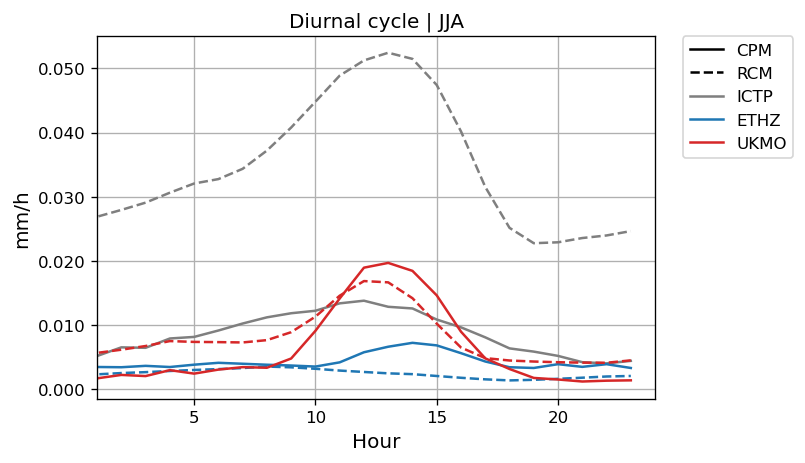 Diurnal cycle | JJA
CPM
RCM
ICTP
ETHZ
UKMO
0.050
0.040
0.030
0.020
0.010
0.000
mm/h
5 10 15 20
Hour